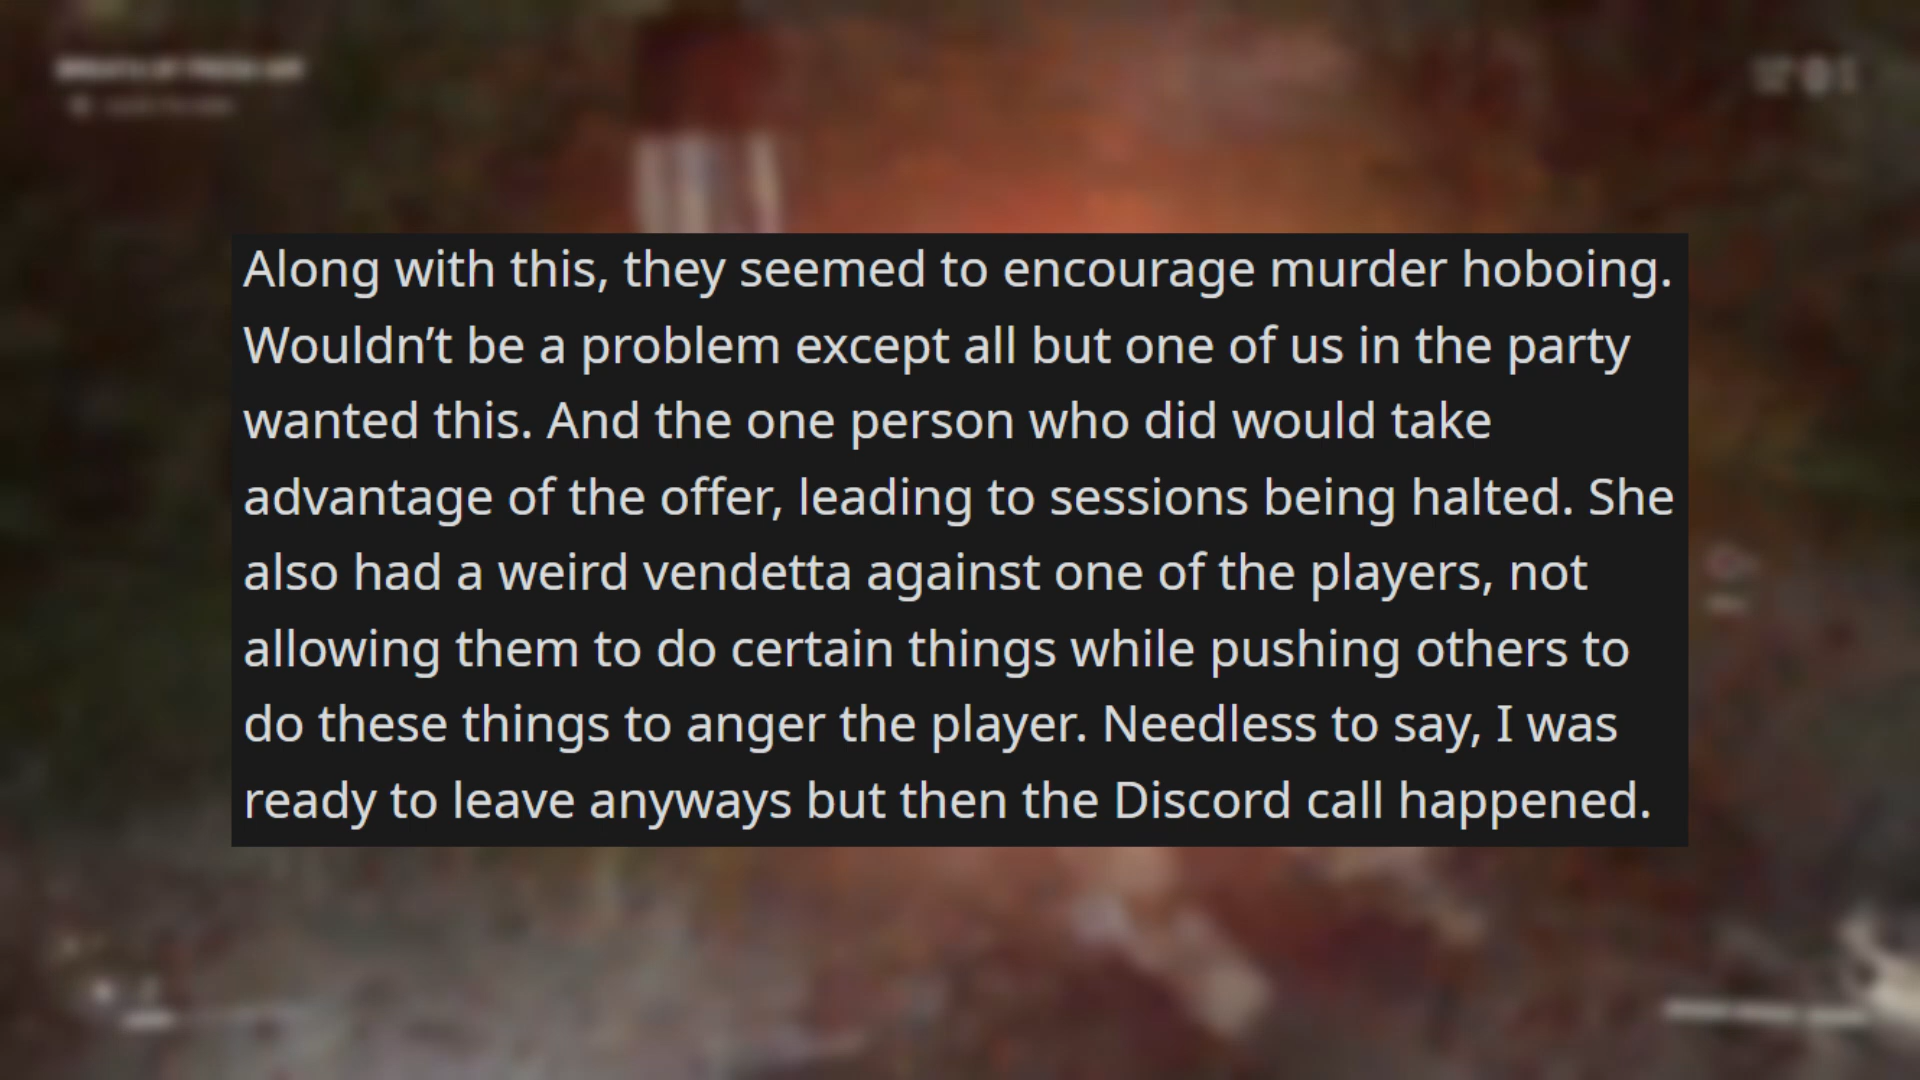 Along with this, they seemed to encourage murder hoboing.
Wouldn’t be a problem except all but one of us in the party
wanted this. And the one person who did would take
advantage of the offer, leading to sessions being halted. She
also had a weird vendetta against one of the players, not
allowing them to do certain things while pushing others to
do these things to anger the player. Needless to say, I was
ready to leave anyways but then the Discord call happened.